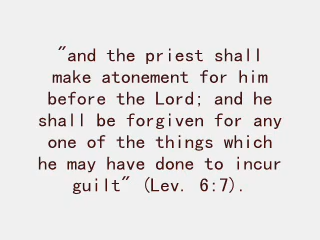 "and the priest shall
make atonement for him
before the Lord; and he
shall be forgiven for any
one of the things which
he may have done to incur
guilt" (Lev. 6:7).